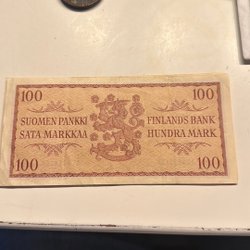 100 100
SUOMEN PANKKI FINLANDS BANK
SATA MARKKAA HUNDRA MARK
100 100